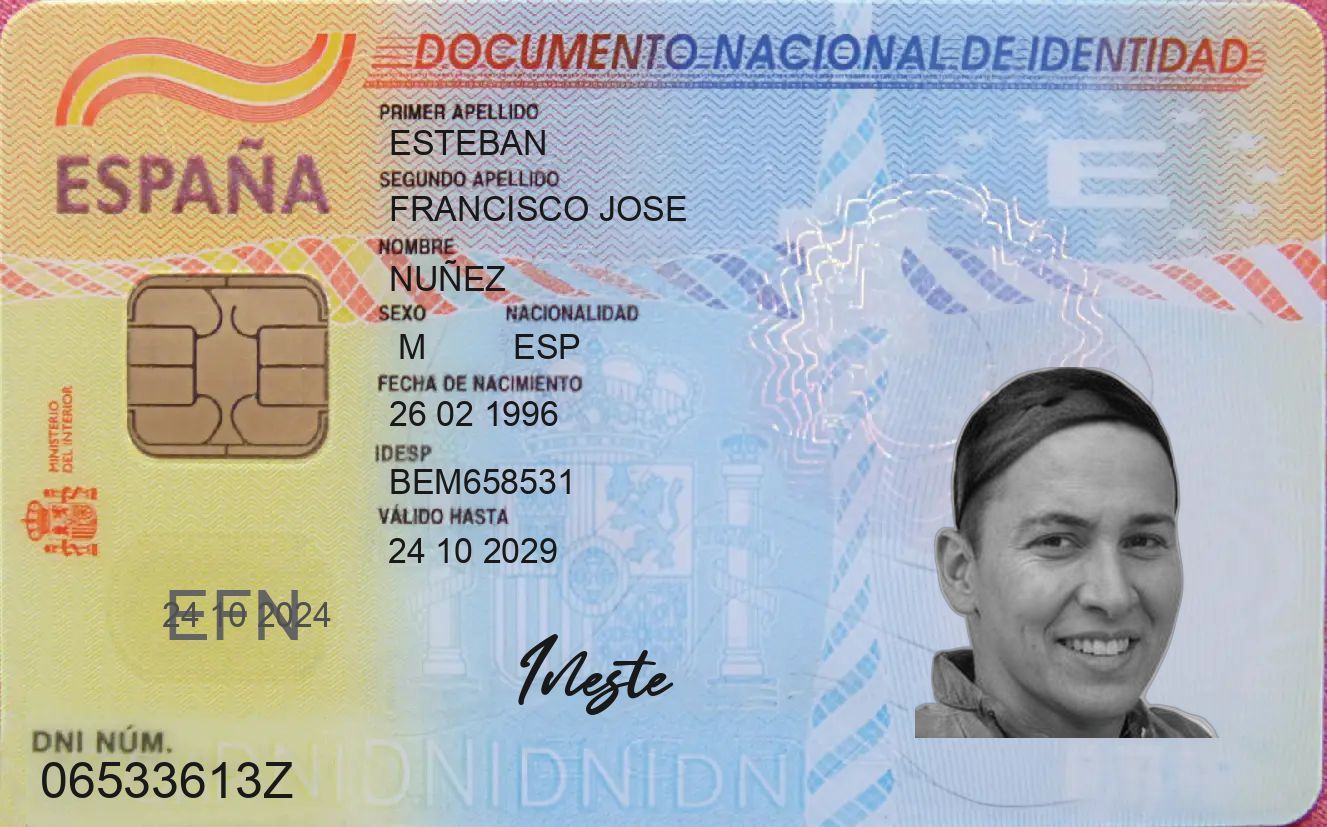 DOCUMENTO NACIONAL DE IDENTIDAD
ESPAÑA
PRIMER APELLIDO
ESTEBAN
SEGUNDO APELLIDO
FRANCISCO JOSE
NOMBRE
NUÑEZ
SEXO NACIONALIDAD
M ESP
FECHA DE NACIMIENTO
26 02 1996
IDESP
BEM658531
VÁLIDO HASTA
24 10 2029
MINISTERIO
DEL INTERIOR
EFN
24 10 2024
DNI NÚM.
06533613Z
E
DNIDNIDNIDNI